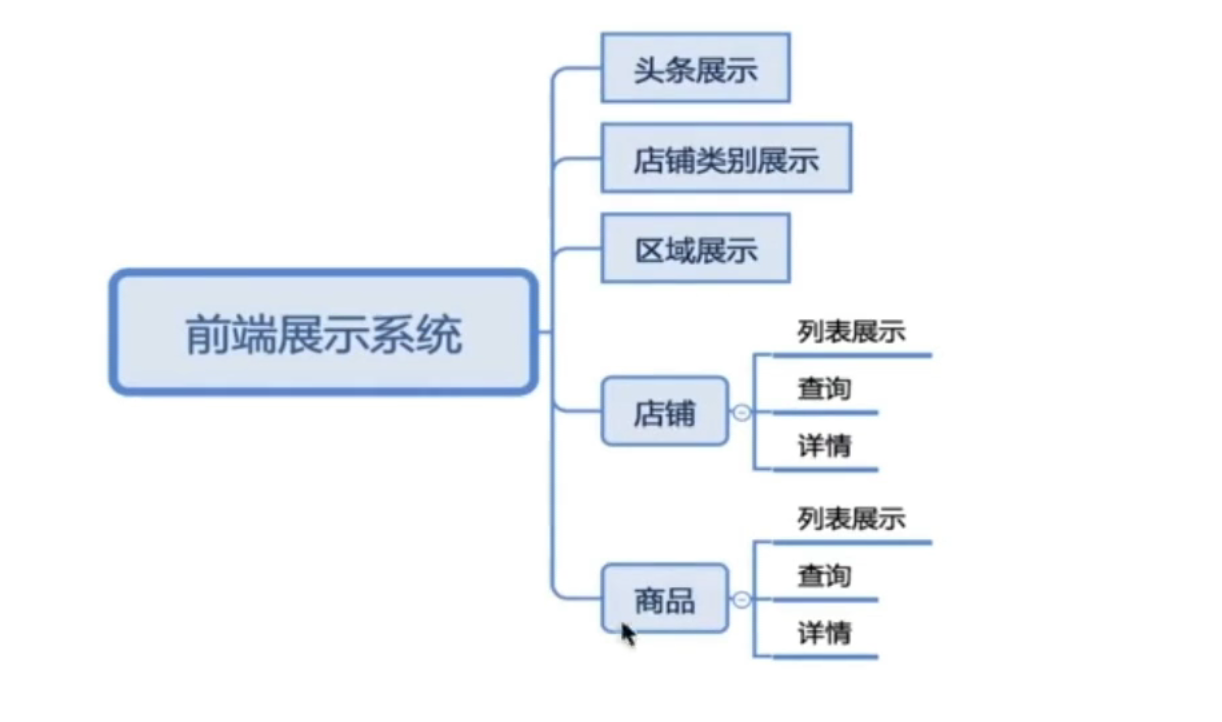 头条展示
店铺类别展示
区域展示
前端展示系统
店铺
列表展示
查询
详情
商品
列表展示
查询
详情